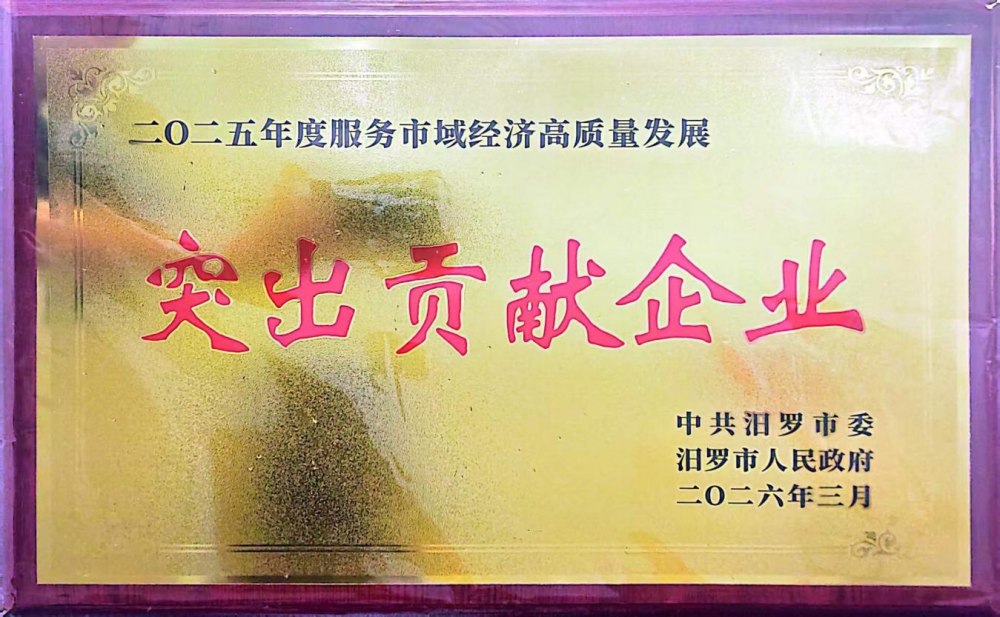 二〇二五年度服务市域经济高质量发展
突出贡献企业
中共汨罗市委
汨罗市人民政府
二〇二六年三月